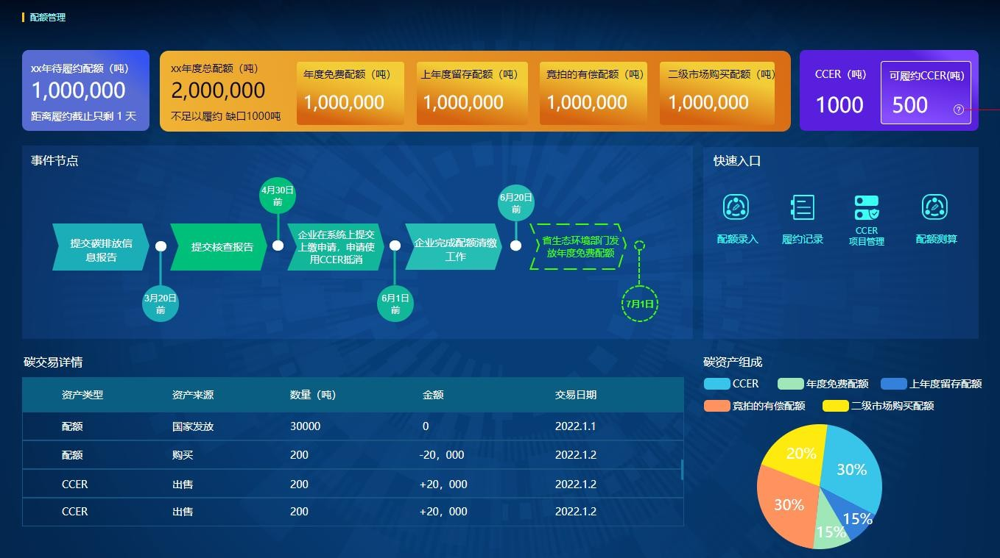 配额管理
xx年待履约配额（吨）
1,000,000
距离履约截止只剩 1 天
xx年度总配额（吨）
2,000,000
不足以履约 缺口1000吨
年度免费配额（吨）
1,000,000
上年度留存配额（吨）
1,000,000
竞拍的有偿配额（吨）
1,000,000
二级市场购买配额（吨）
1,000,000
CCER（吨）
1000
可履约CCER(吨)
500
?
事件节点
4月30日
前
6月20日
前
提交碳排放信
息报告
提交核查报告
企业在系统上提交
上缴申请，申请使
用CCER抵消
企业完成配额清缴
工作
省生态环境部门发
放年度免费配额
3月20日
前
6月1日
前
7月1日
快速入口
配额录入
履约记录
CCER
项目管理
配额测算
碳交易详情
资产类型 资产来源 数量（吨） 金额 交易日期
配额 国家发放 30000 0 2022.1.1
配额 购买 200 -20，000 2022.1.2
CCER 出售 200 +20，000 2022.1.2
CCER 出售 200 +20，000 2022.1.2
碳资产组成
CCER 年度免费配额 上年度留存配额
竞拍的有偿配额 二级市场购买配额
20%
30%
30%
15%
15%